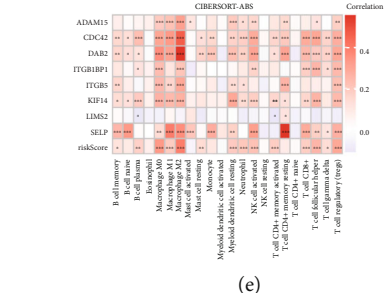 CIBERSORT-ABS
Correlation
ADAM15
CDC42
DAB2
ITGB1BP1
ITGB5
KIF14
LIMS2
SELP
riskScore
0.4
0.2
0.0
B cell memory
B cell naive
B cell plasma
Eosinophil
Macrophage M0
Macrophage M1
Macrophage M2
Mast cell activated
Mast cell resting
Monocyte
Myeloid dendritic cell activated
Myeloid dendritic cell resting
Neutrophil
NK cell activated
NK cell resting
T cell CD4+ memory activated
T cell CD4+ memory resting
T cell CD4+ naive
T cell CD8+
T cell follicular helper
T cell gamma delta
T cell regulatory (tregs)
(e)